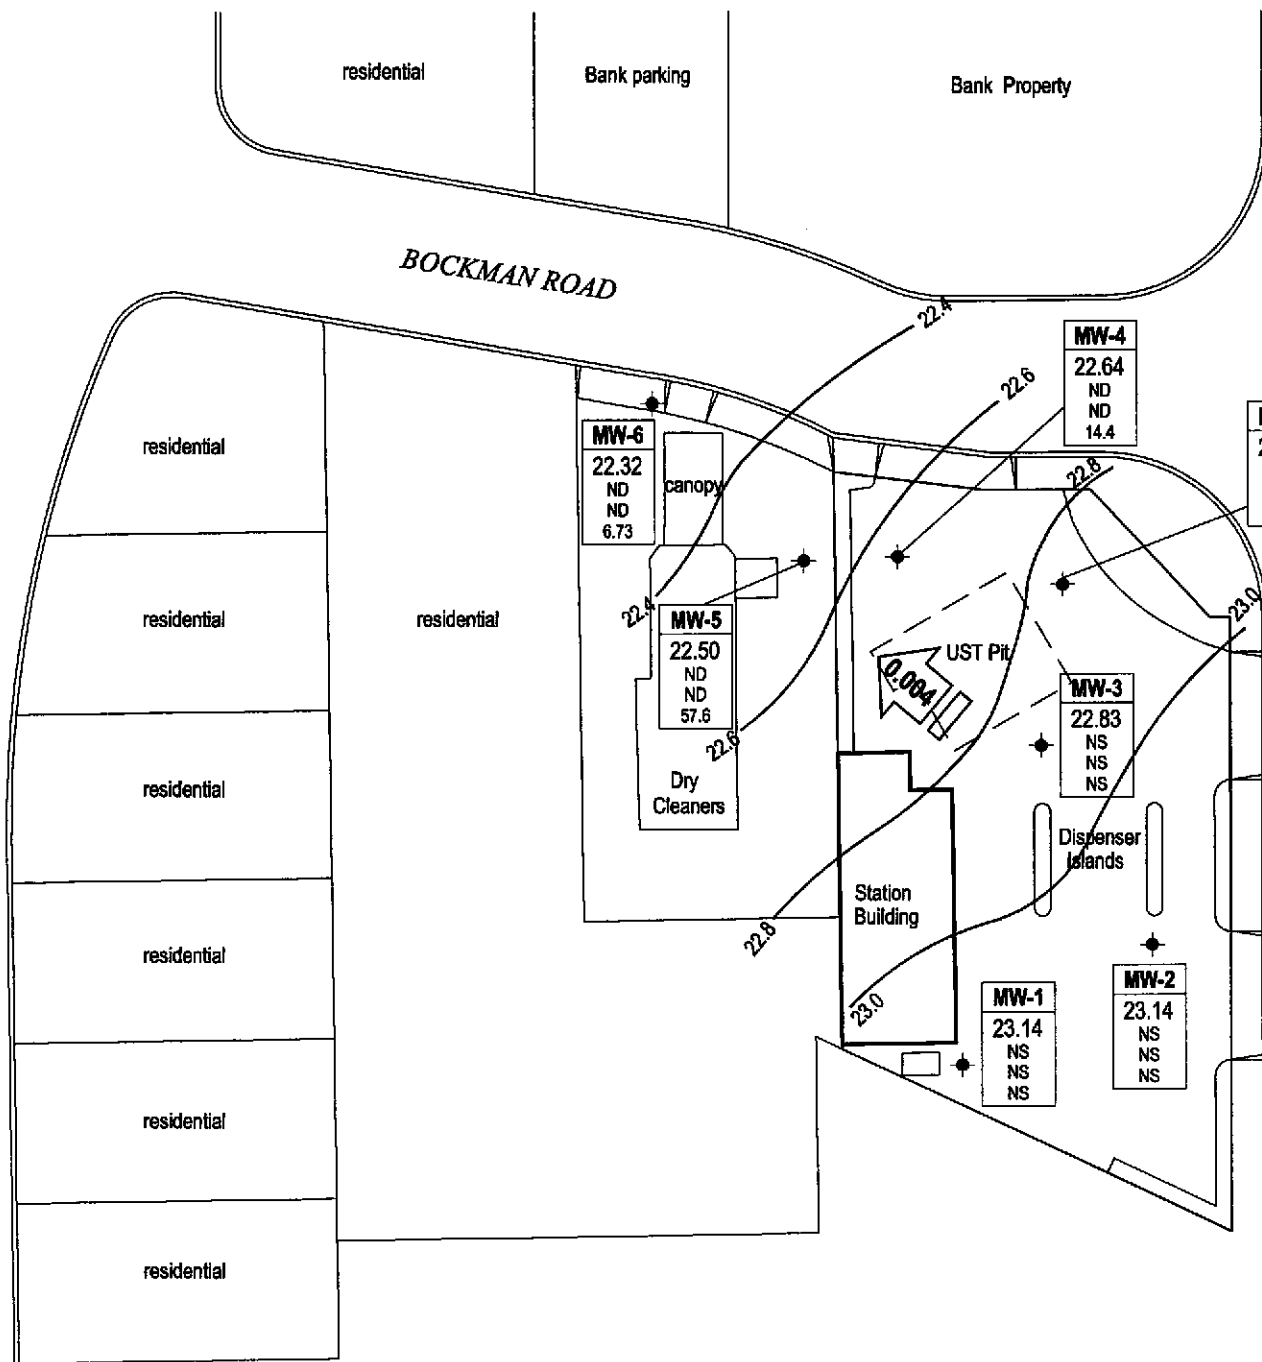 residential
Bank parking
Bank Property
BOCKMAN ROAD
22.4
MW-4
22.64
ND
ND
14.4
22.6
2
MW-6
22.32
ND
ND
6.73
canopy
residential
22.8
22.4
MW-5
22.50
ND
ND
57.6
residential
residential
23.0
UST Pit
0.004
MW-3
22.83
NS
NS
NS
22.6
Dry
Cleaners
residential
Dispenser
Islands
Station
Building
22.8
residential
23.0
MW-1
23.14
NS
NS
NS
MW-2
23.14
NS
NS
NS
residential
residential